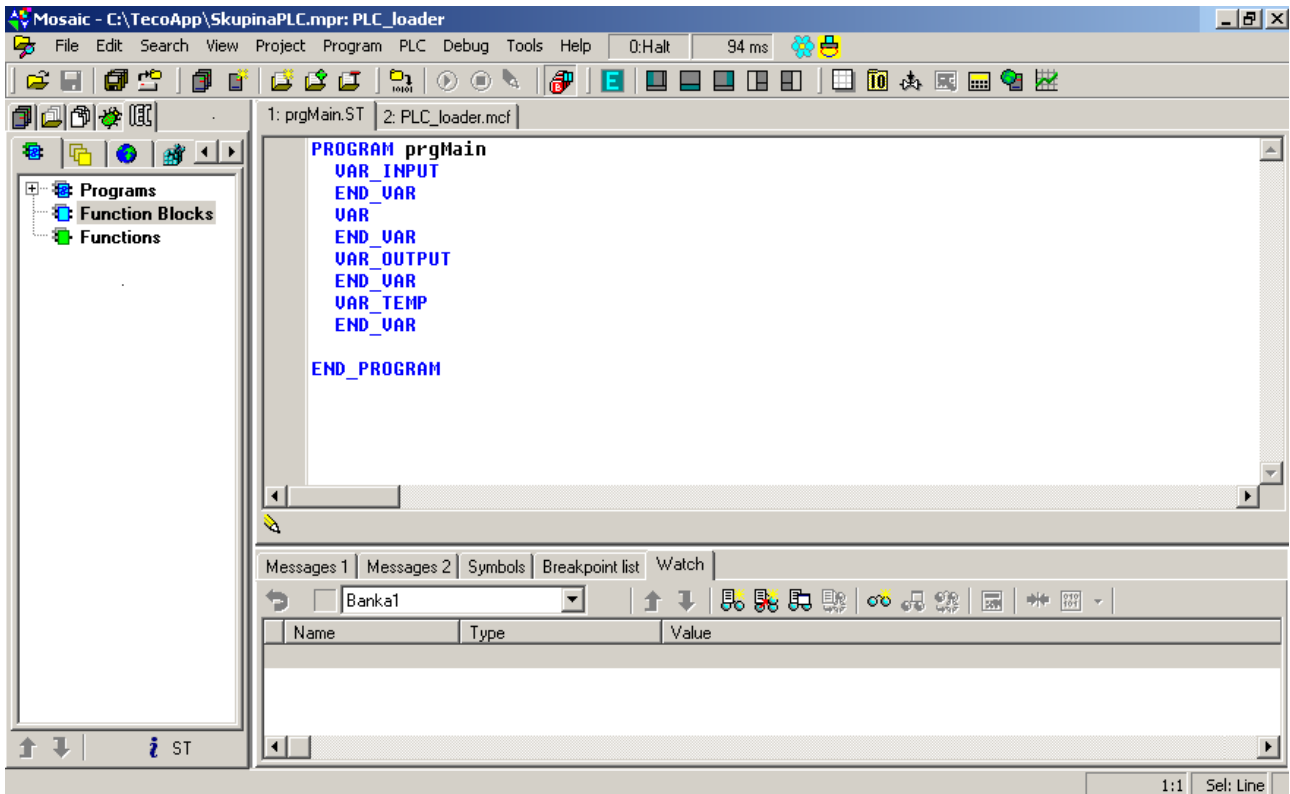 Mosaic - C:\TecoApp\SkupinaPLC.mpr: PLC_loader
File Edit Search View Project Program PLC Debug Tools Help 0:Halt 94 ms
E 10
1: prgMain.ST 2: PLC_loader.mcf
PROGRAM prgMain
VAR_INPUT
END_VAR
VAR
END_VAR
VAR_OUTPUT
END_VAR
VAR_TEMP
END_VAR
END_PROGRAM
Programs
Function Blocks
Functions
i ST
Messages 1 Messages 2 Symbols Breakpoint list Watch
Banka1
Name Type Value
1:1 Sel: Line